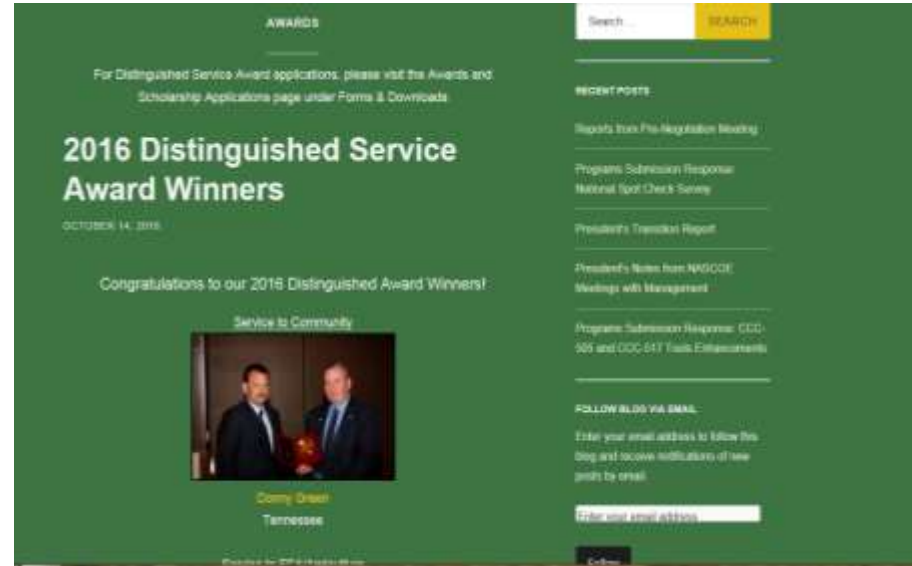 AWARDS
For Distinguished Service Award applications, please visit the Awards and
Scholarship Applications page under Forms & Downloads.
2016 Distinguished Service
Award Winners
OCTOBER 14, 2016
Congratulations to our 2016 Distinguished Award Winners!
Service to Community
Donny Green
Tennessee
Search ...
SEARCH
RECENT POSTS
Reports from Pre-Negotiation Meeting
Programs Submission Response:
National Spot Check Survey
President's Transition Report
President's Notes from NASCOE
Meetings with Management
Programs Submission Response: CCC-
505 and CCC-517 Tools Enhancements
FOLLOW BLOG VIA EMAIL
Enter your email address to follow this
blog and receive notifications of new
posts by email.
Enter your email address
Follow